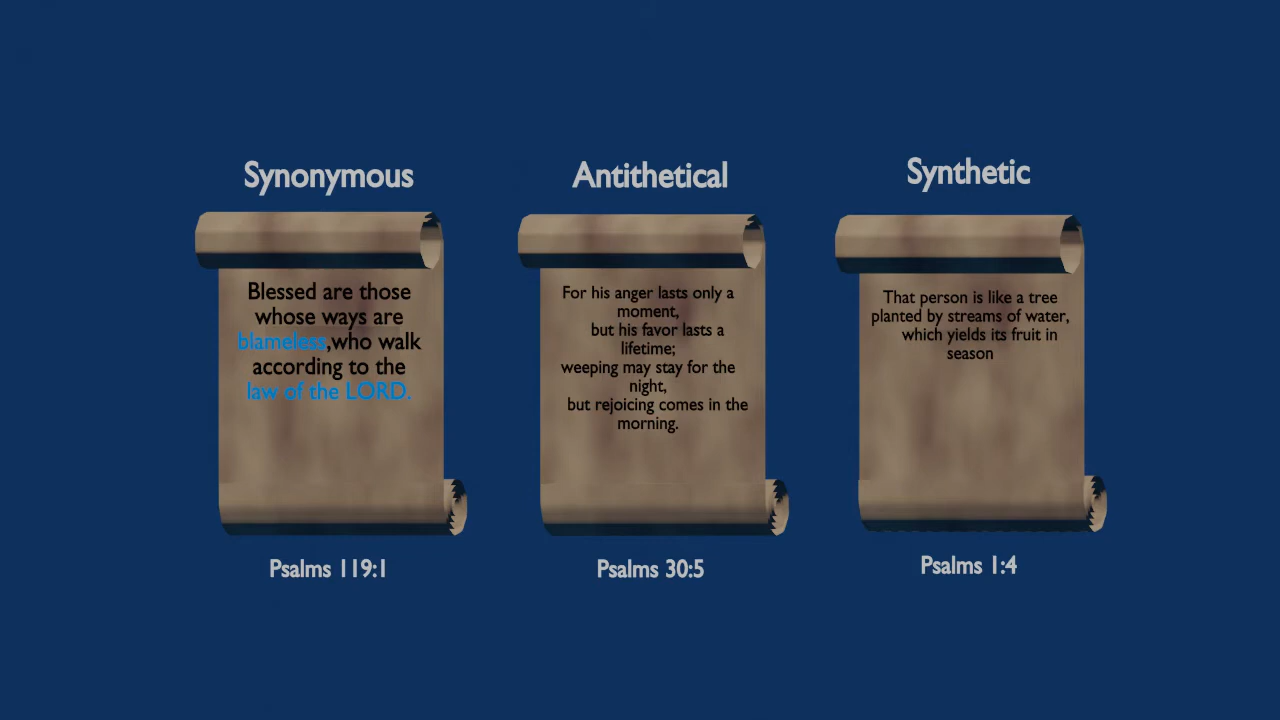 Synonymous
Blessed are those
whose ways are
blameless,who walk
according to the
law of the LORD.
Psalms 119:1
Antithetical
For his anger lasts only a
moment,
but his favor lasts a
lifetime;
weeping may stay for the
night,
but rejoicing comes in the
morning.
Psalms 30:5
Synthetic
That person is like a tree
planted by streams of water,
which yields its fruit in
season
Psalms 1:4